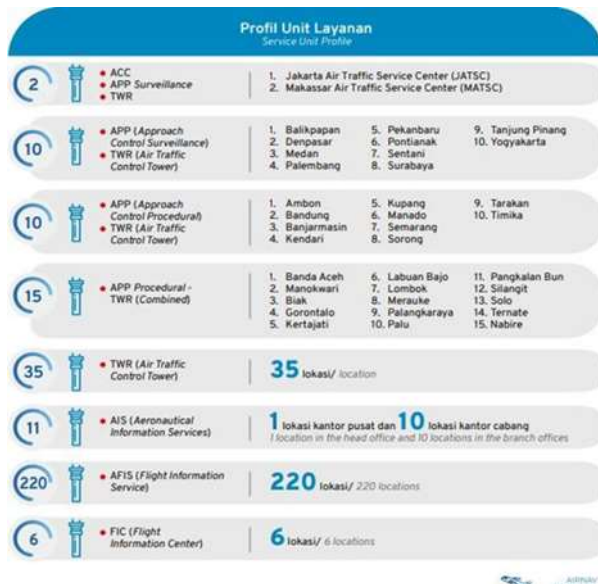 Profil Unit Layanan
Service Unit Profile
2
ACC
APP Surveillance
TWR
1. Jakarta Air Traffic Service Center (JATSC)
2. Makassar Air Traffic Service Center (MATSC)
10
APP (Approach
Control Surveillance)
TWR (Air Traffic
Control Tower)
1. Balikpapan
2. Denpasar
3. Medan
4. Palembang
5. Pekanbaru
6. Pontianak
7. Sentani
8. Surabaya
9. Tanjung Pinang
10. Yogyakarta
10
APP (Approach
Control Procedural)
TWR (Air Traffic
Control Tower)
1. Ambon
2. Bandung
3. Banjarmasin
4. Kendari
5. Kupang
6. Manado
7. Semarang
8. Sorong
9. Tarakan
10. Timika
15
APP Procedural -
TWR (Combined)
1. Banda Aceh
2. Manokwari
3. Biak
4. Gorontalo
5. Kertajati
6. Labuan Bajo
7. Lombok
8. Merauke
9. Palangkaraya
10. Palu
11. Pangkalan Bun
12. Silangit
13. Solo
14. Ternate
15. Nabire
35
TWR (Air Traffic
Control Tower)
35 lokasi/ location
11
AIS (Aeronautical
Information Services)
1 lokasi kantor pusat dan 10 lokasi kantor cabang
1 location in the head office and 10 locations in the branch offices
220
AFIS (Flight Information
Service)
220 lokasi/ 220 locations
6
FIC (Flight
Information Center)
6 lokasi/ 6 locations
AIRNAV